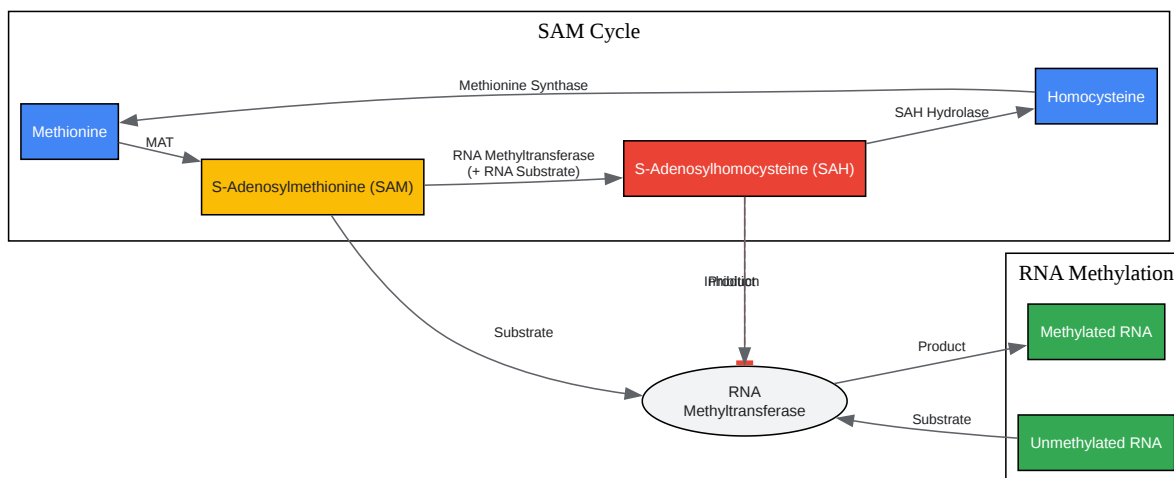 SAM Cycle
Methionine Synthase
Homocysteine
Methionine
MAT
SAH Hydrolase
RNA Methyltransferase
(+ RNA Substrate)
S-Adenosylmethionine (SAM)
S-Adenosylhomocysteine (SAH)
RNA Methylation
Methylated RNA
Substrate
Product
RNA
Methyltransferase
Substrate
Unmethylated RNA